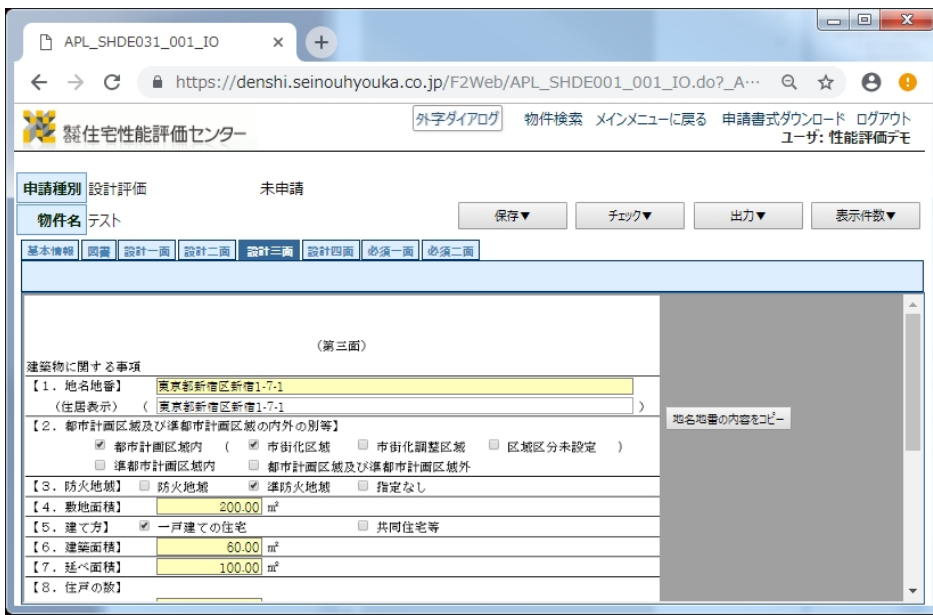 APL_SHDE031_001_IO
https://denshi.seinouhyouka.co.jp/F2Web/APL_SHDE001_001_IO.do?_A…
株式会社住宅性能評価センター
外字ダイアログ 物件検索 メインメニューに戻る 申請書式ダウンロード ログアウト
ユーザ: 性能評価デモ
申請種別 設計評価 未申請
物件名 テスト 保存▼ チェック▼ 出力▼ 表示件数▼
基本情報 図書 設計一面 設計二面 設計三面 設計四面 必須一面 必須二面
(第三面)
建築物に関する事項
【1. 地名地番】 東京都新宿区新宿1-7-1
(住居表示) ( 東京都新宿区新宿1-7-1 )
地名地番の内容をコピー
【2. 都市計画区域及び準都市計画区域の内外の別等】
都市計画区域内 ( 市街化区域 市街化調整区域 区域区分未設定 )
準都市計画区域内 都市計画区域及び準都市計画区域外
【3. 防火地域】 防火地域 準防火地域 指定なし
【4. 敷地面積】 200.00 ㎡
【5. 建て方】 一戸建ての住宅 共同住宅等
【6. 建築面積】 60.00 ㎡
【7. 延べ面積】 100.00 ㎡
【8. 住戸の数】